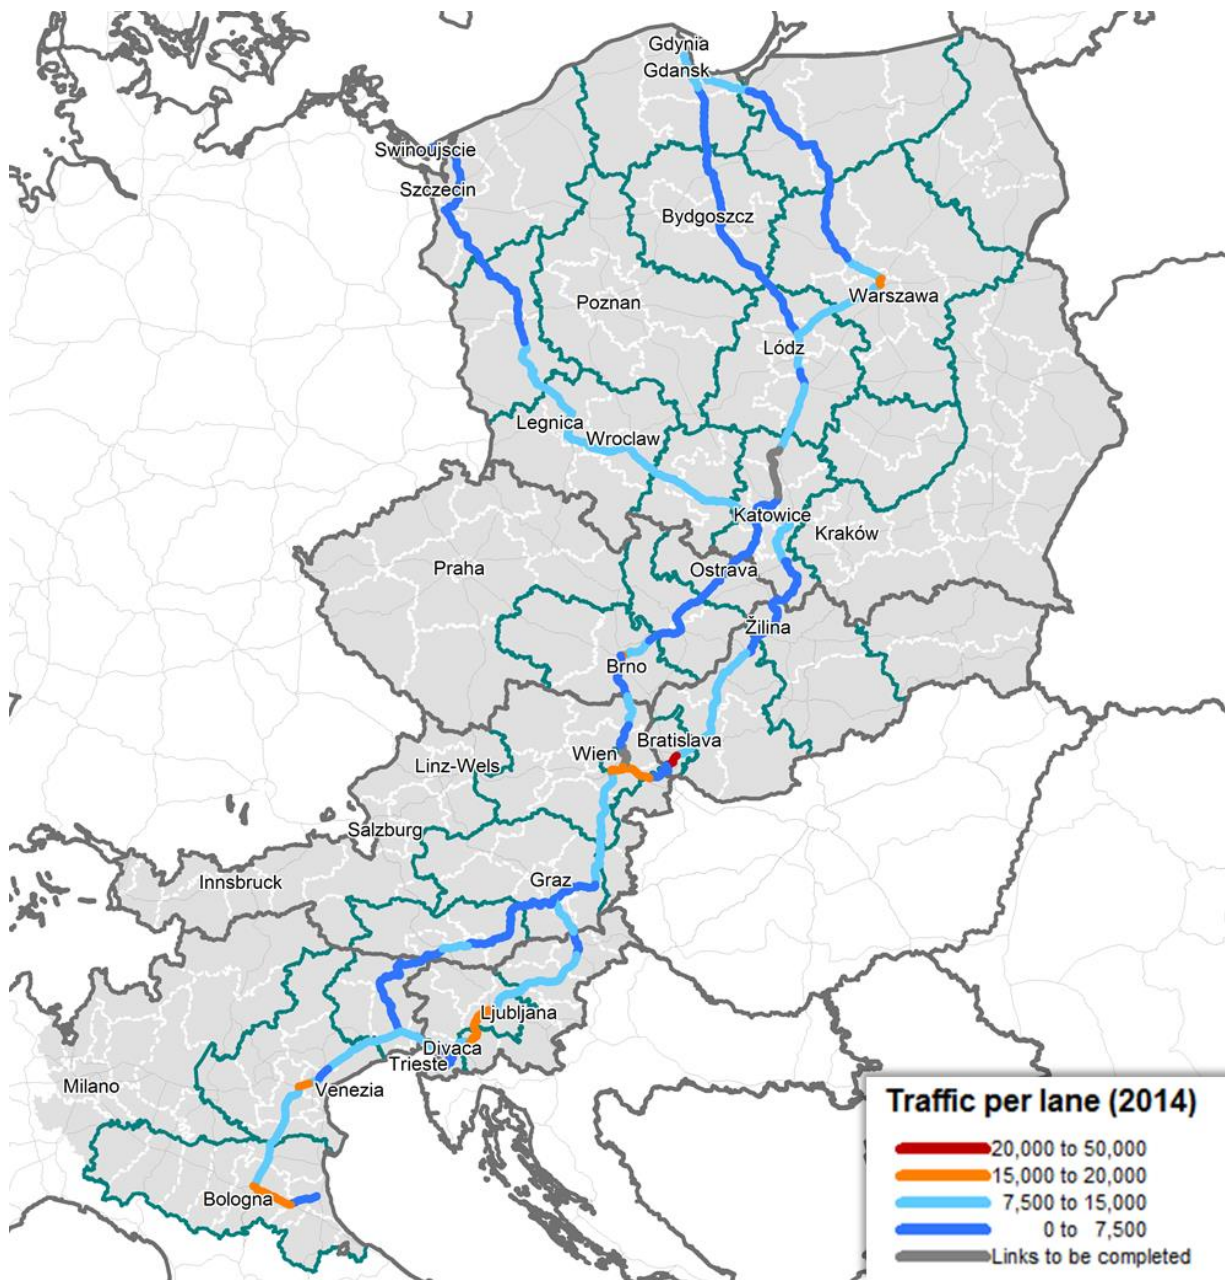 Gdynia
Gdansk
Swinoujscie
Szczecin
Bydgoszcz
Warszawa
Poznan
Lódz
Legnica
Wroclaw
Katowice
Kraków
Praha
Ostrava
Žilina
Brno
Bratislava
Wien
Linz-Wels
Salzburg
Innsbruck
Graz
Ljubljana
Divaca
Trieste
Milano
Venezia
Bologna
Traffic per lane (2014)
20,000 to 50,000
15,000 to 20,000
7,500 to 15,000
0 to 7,500
Links to be completed